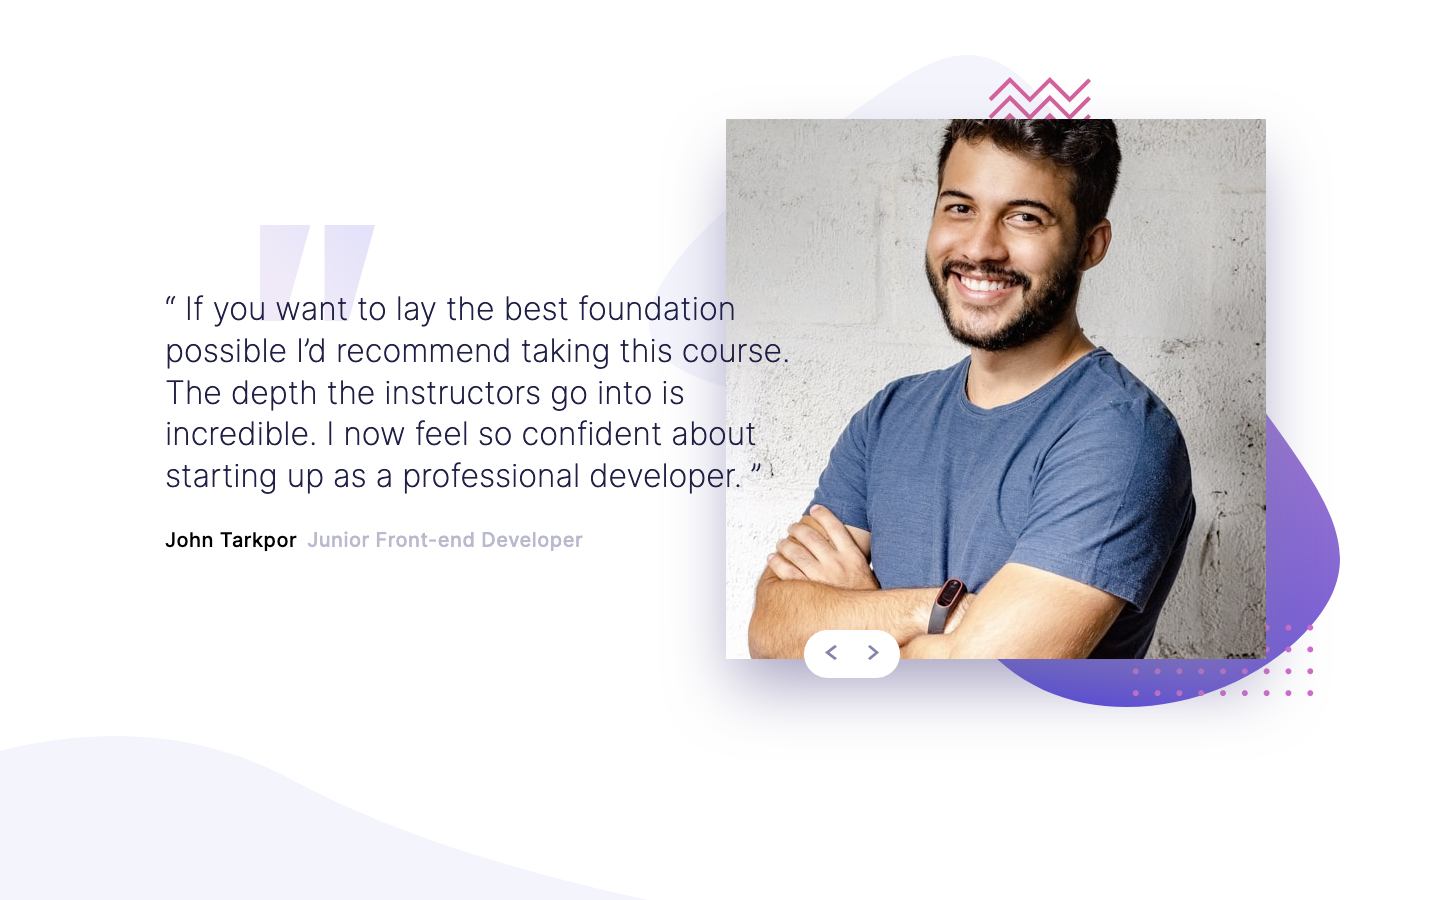 “ If you want to lay the best foundation
possible I’d recommend taking this course.
The depth the instructors go into is
incredible. I now feel so confident about
starting up as a professional developer. ”
John Tarkpor Junior Front-end Developer